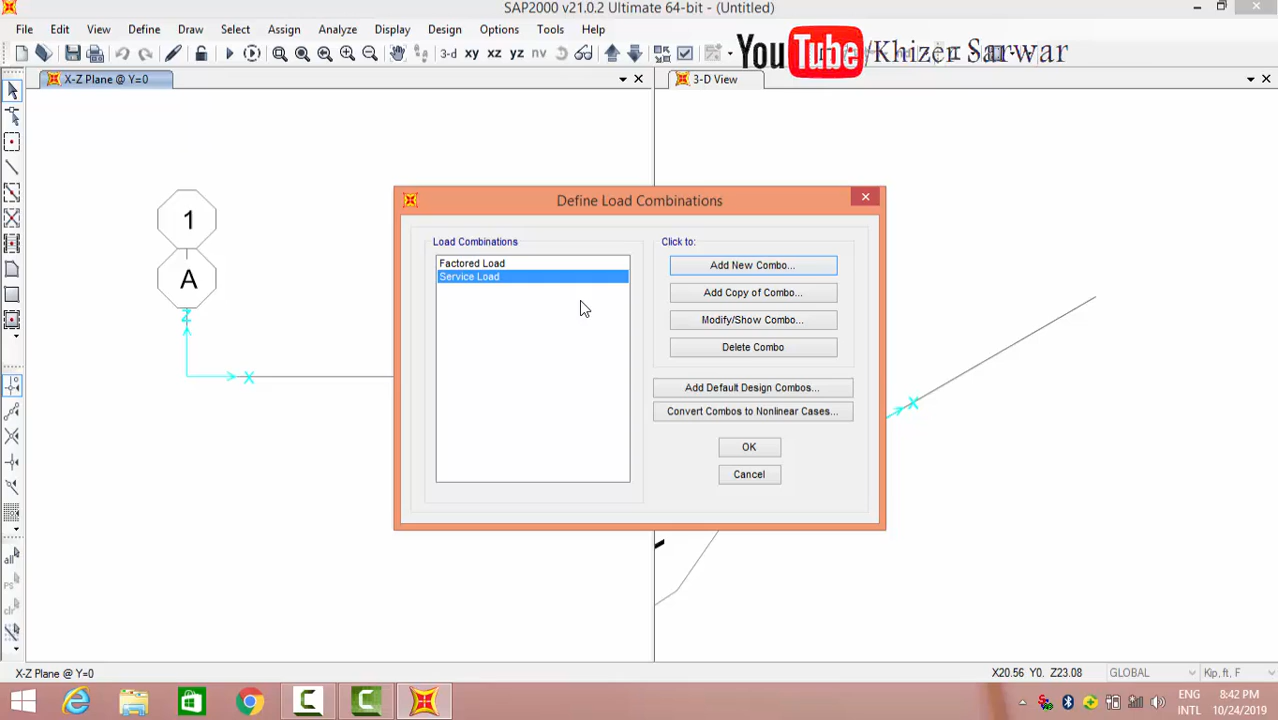 SAP2000 v21.0.2 Ultimate 64-bit - (Untitled)
File Edit View Define Draw Select Assign Analyze Display Design Options Tools Help
3-d xy xz yz nv
YouTube/Khizer Sarwar
X-Z Plane @ Y=0
3-D View
Define Load Combinations
Load Combinations
Factored Load
Service Load
Click to:
Add New Combo...
Add Copy of Combo...
Modify/Show Combo...
Delete Combo
Add Default Design Combos...
Convert Combos to Nonlinear Cases...
OK
Cancel
1
A
Z
X
X
all
ps
clr
X-Z Plane @ Y=0
X20.56 Y0. Z23.08
GLOBAL
Kip, ft, F
ENG
INTL
8:42 PM
10/24/2019